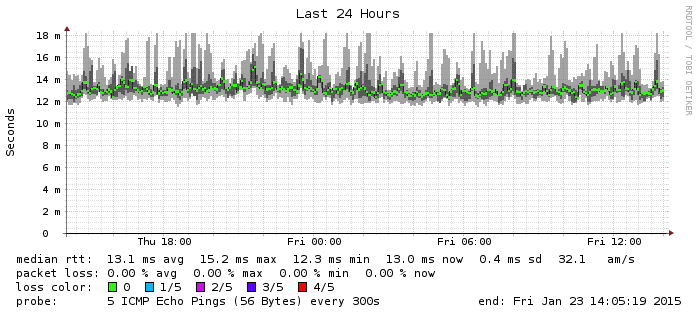 Last 24 Hours
RRDTOOL / TOBI OETIKER
Seconds
18 m
16 m
14 m
12 m
10 m
8 m
6 m
4 m
2 m
0
Thu 18:00 Fri 00:00 Fri 06:00 Fri 12:00
median rtt: 13.1 ms avg 15.2 ms max 12.3 ms min 13.0 ms now 0.4 ms sd 32.1 am/s
packet loss: 0.00 % avg 0.00 % max 0.00 % min 0.00 % now
loss color: 0 1/5 2/5 3/5 4/5
probe: 5 ICMP Echo Pings (56 Bytes) every 300s end: Fri Jan 23 14:05:19 2015